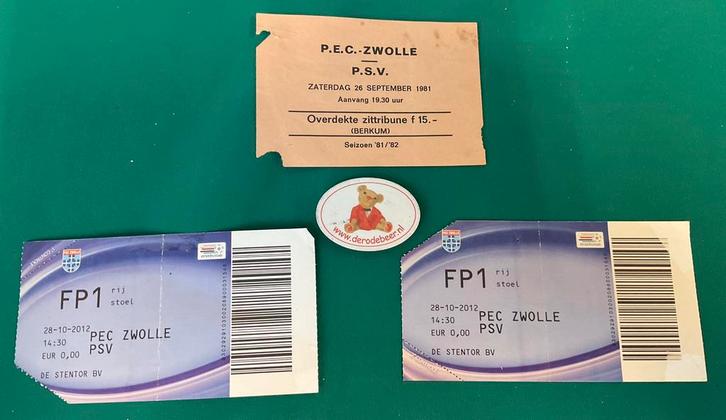 P.E.C.-ZWOLLE
—
P.S.V.
ZATERDAG 26 SEPTEMBER 1981
Aanvang 19.30 uur
Overdekte zittribune f 15.-
(BERKUM)
Seizoen '81/'82
www.derodebeer.nl
FP1 rij
stoel
28-10-2012 PEC ZWOLLE
14:30 PSV
EUR 0,00
DE STENTOR BV
FP1 rij
stoel
28-10-2012 PEC ZWOLLE
14:30 PSV
EUR 0,00
DE STENTOR BV